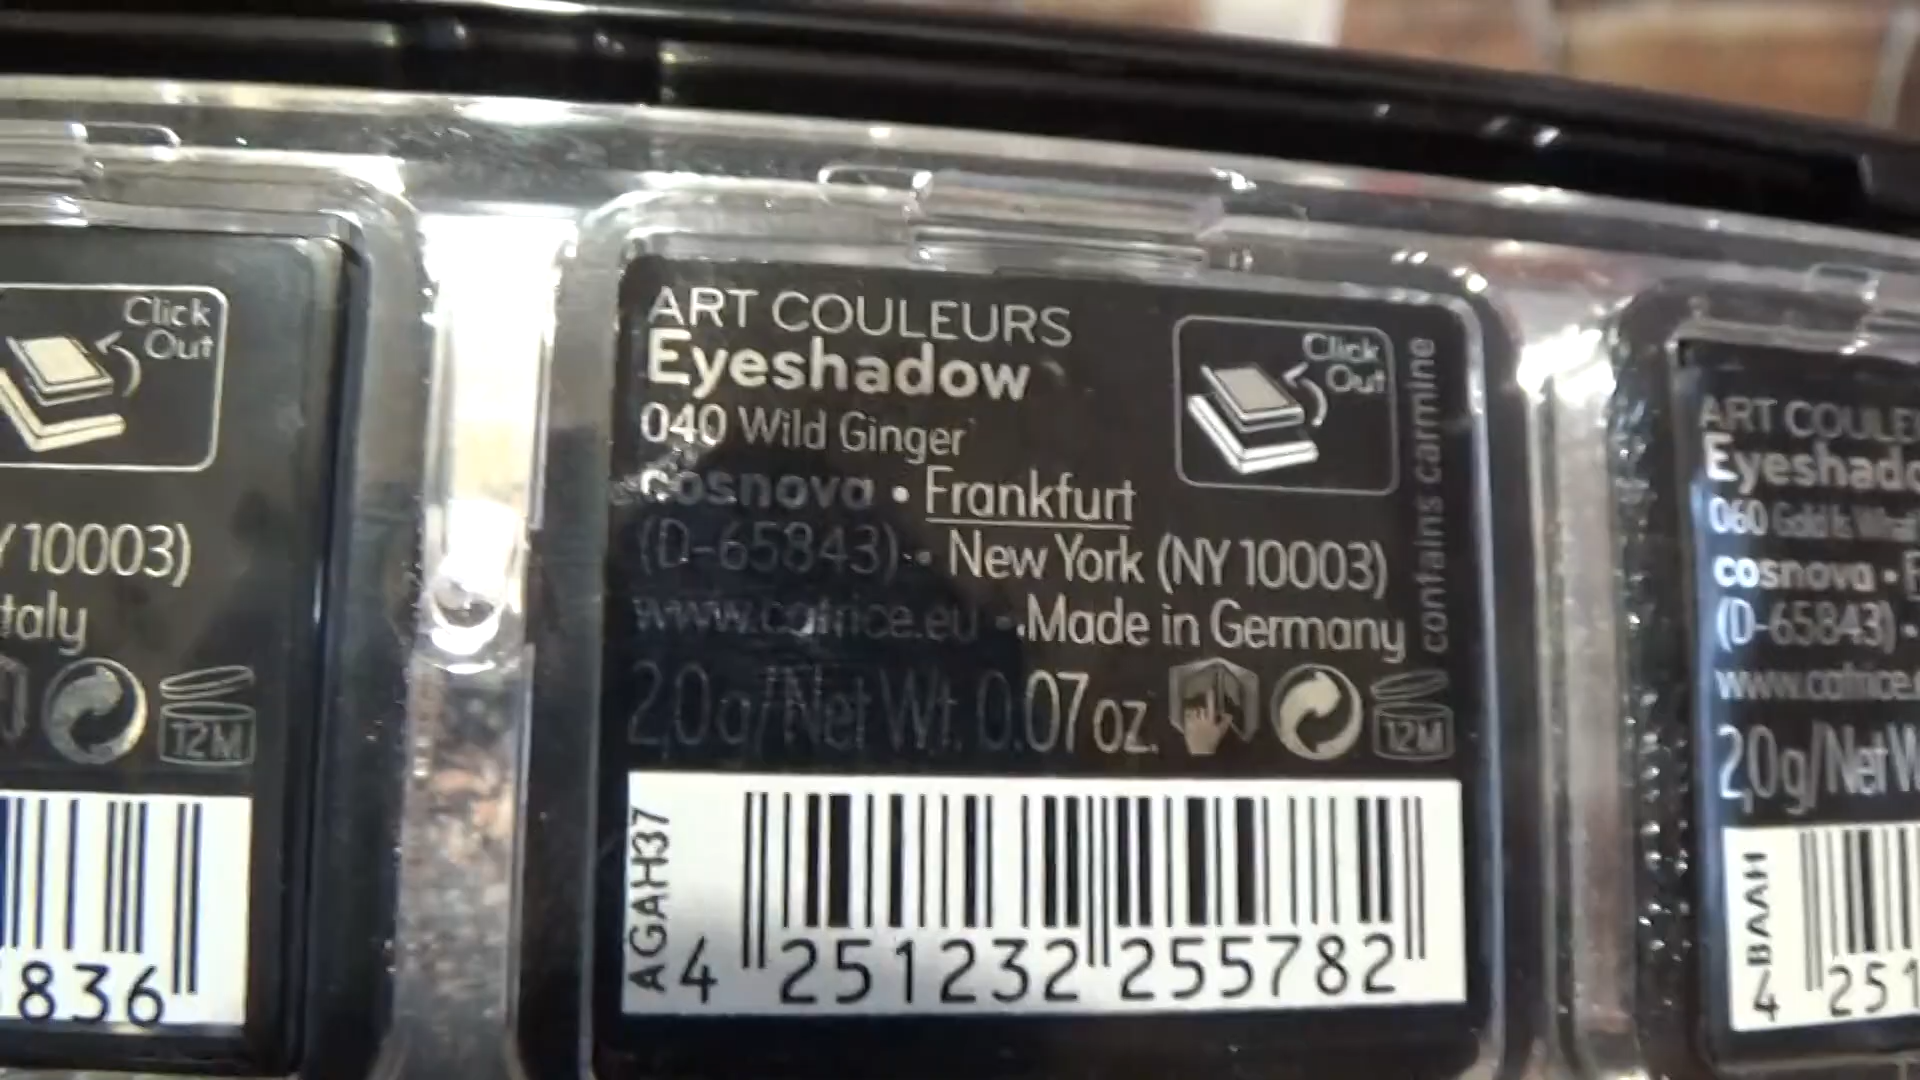 Click
Out
Y 10003)
taly
12M
836
ART COULEURS
Eyeshadow
040 Wild Ginger
cosnova • Frankfurt
(D-65843) • New York (NY 10003)
www.catrice.eu • Made in Germany
2,0g/Net Wt. 0.07 oz.
12M
Click
Out
contains carmine
AGAH37
4 251232 255782
ART COULE
Eyeshado
060 Gold Is
cosnova • F
(D-65843) •
www.catrice.e
2,0g/Net W
BAAH
4 251